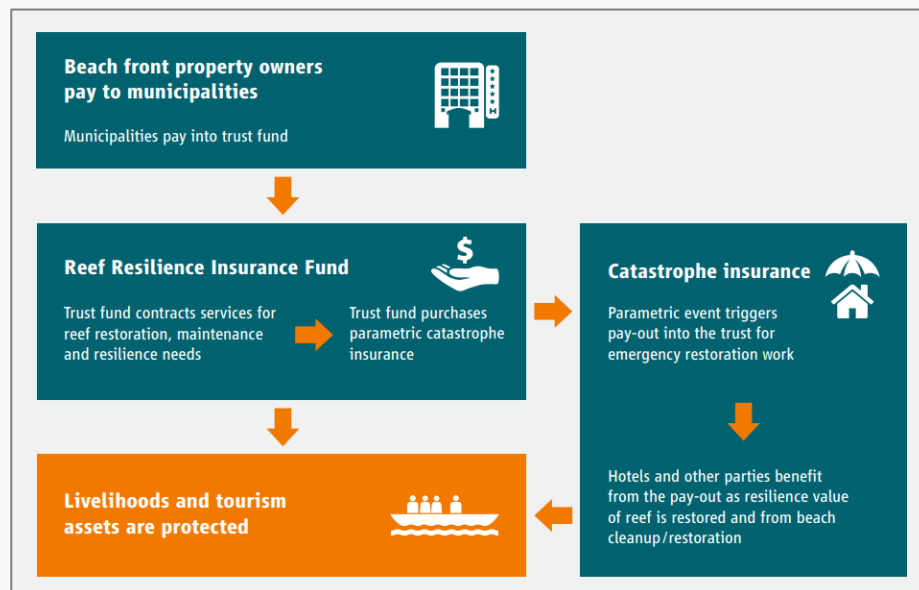 Beach front property owners
pay to municipalities
Municipalities pay into trust fund
$
Reef Resilience Insurance Fund
Trust fund contracts services for
reef restoration, maintenance
and resilience needs
Trust fund purchases
parametric catastrophe
insurance
Catastrophe insurance
Parametric event triggers
pay-out into the trust for
emergency restoration work
Hotels and other parties benefit
from the pay-out as resilience value
of reef is restored and from beach
cleanup/restoration
Livelihoods and tourism
assets are protected